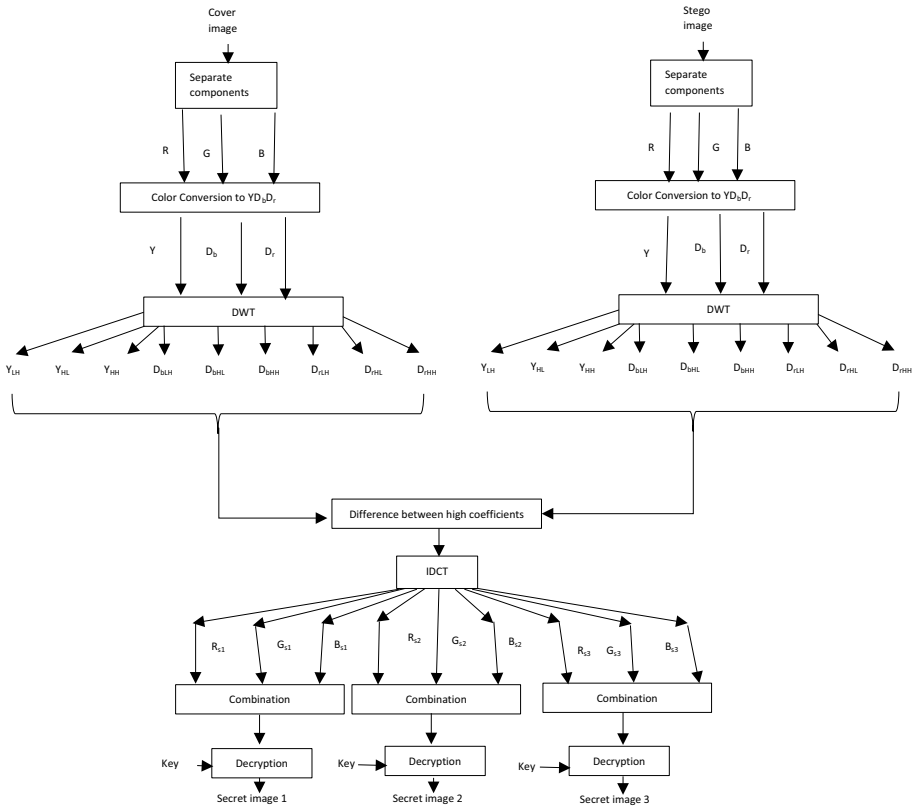 Cover
image
Stego
image
Separate
components
Separate
components
R G B
R G B
Color Conversion to YDbDr
Color Conversion to YDbDr
Y Db Dr
Y Db Dr
DWT
DWT
YLH YHL YHH DbLH DbHL DbHH DrLH DrHL DrHH
YLH YHL YHH DbLH DbHL DbHH DrLH DrHL DrHH
Difference between high coefficients
IDCT
Rs1 Gs1 Bs1 Rs2 Gs2 Bs2 Rs3 Gs3 Bs3
Combination
Combination
Combination
Key Decryption
Key Decryption
Key Decryption
Secret image 1
Secret image 2
Secret image 3